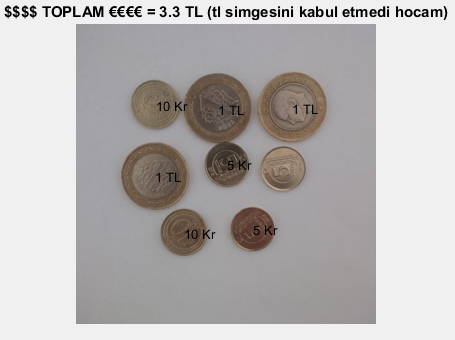 $$$$ TOPLAM €€€€ = 3.3 TL (tl simgesini kabul etmedi hocam)
10 Kr
1 TL
1 TL
1 TL
5 Kr
5
10 Kr
5 Kr